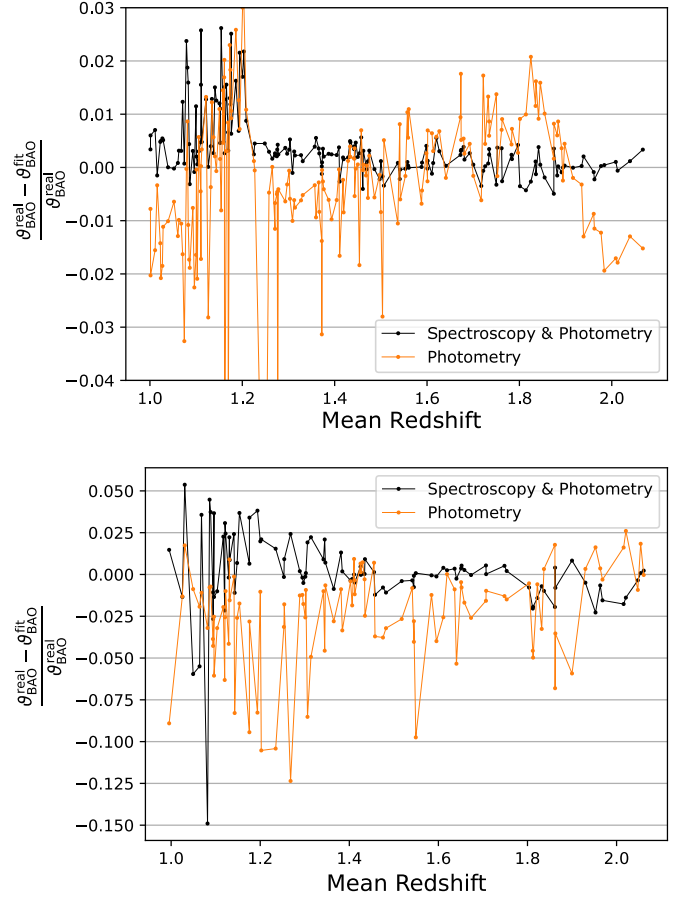 0.03
0.02
0.01
0.00
−0.01
−0.02
−0.03
−0.04
ϑ^real_BAO − ϑ^fit_BAO
ϑ^real_BAO
Spectroscopy & Photometry
Photometry
1.0 1.2 1.4 1.6 1.8 2.0
Mean Redshift
0.050
0.025
0.000
−0.025
−0.050
−0.075
−0.100
−0.125
−0.150
ϑ^real_BAO − ϑ^fit_BAO
ϑ^real_BAO
Spectroscopy & Photometry
Photometry
1.0 1.2 1.4 1.6 1.8 2.0
Mean Redshift